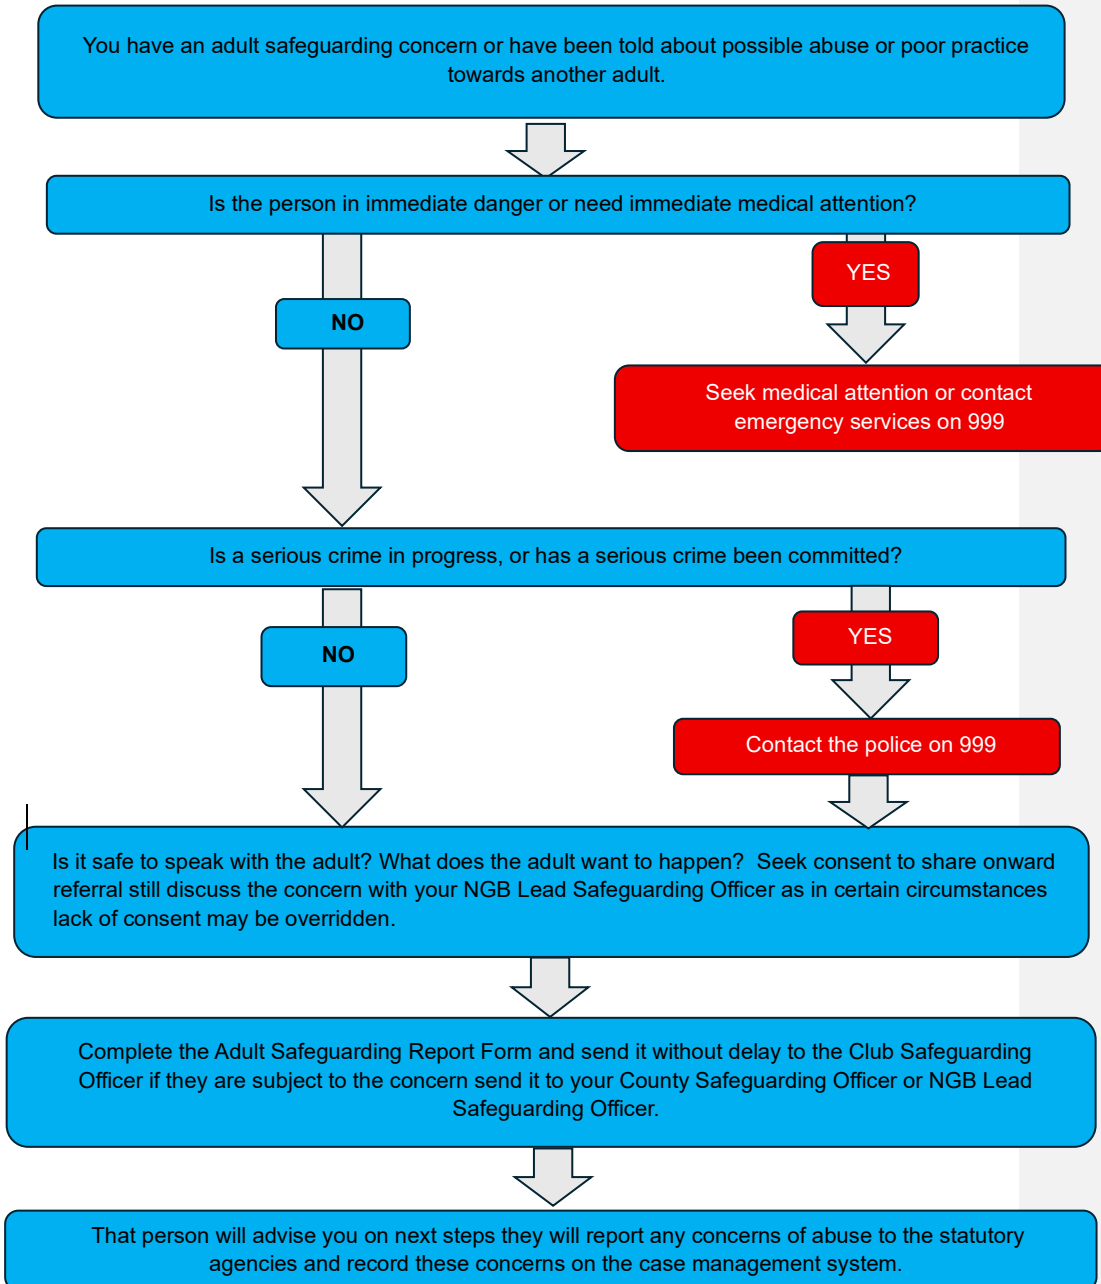 You have an adult safeguarding concern or have been told about possible abuse or poor practice
towards another adult.
Is the person in immediate danger or need immediate medical attention?
YES
NO
Seek medical attention or contact
emergency services on 999
Is a serious crime in progress, or has a serious crime been committed?
YES
NO
Contact the police on 999
Is it safe to speak with the adult? What does the adult want to happen?  Seek consent to share onward
referral still discuss the concern with your NGB Lead Safeguarding Officer as in certain circumstances
lack of consent may be overridden.
Complete the Adult Safeguarding Report Form and send it without delay to the Club Safeguarding
Officer if they are subject to the concern send it to your County Safeguarding Officer or NGB Lead
Safeguarding Officer.
That person will advise you on next steps they will report any concerns of abuse to the statutory
agencies and record these concerns on the case management system.